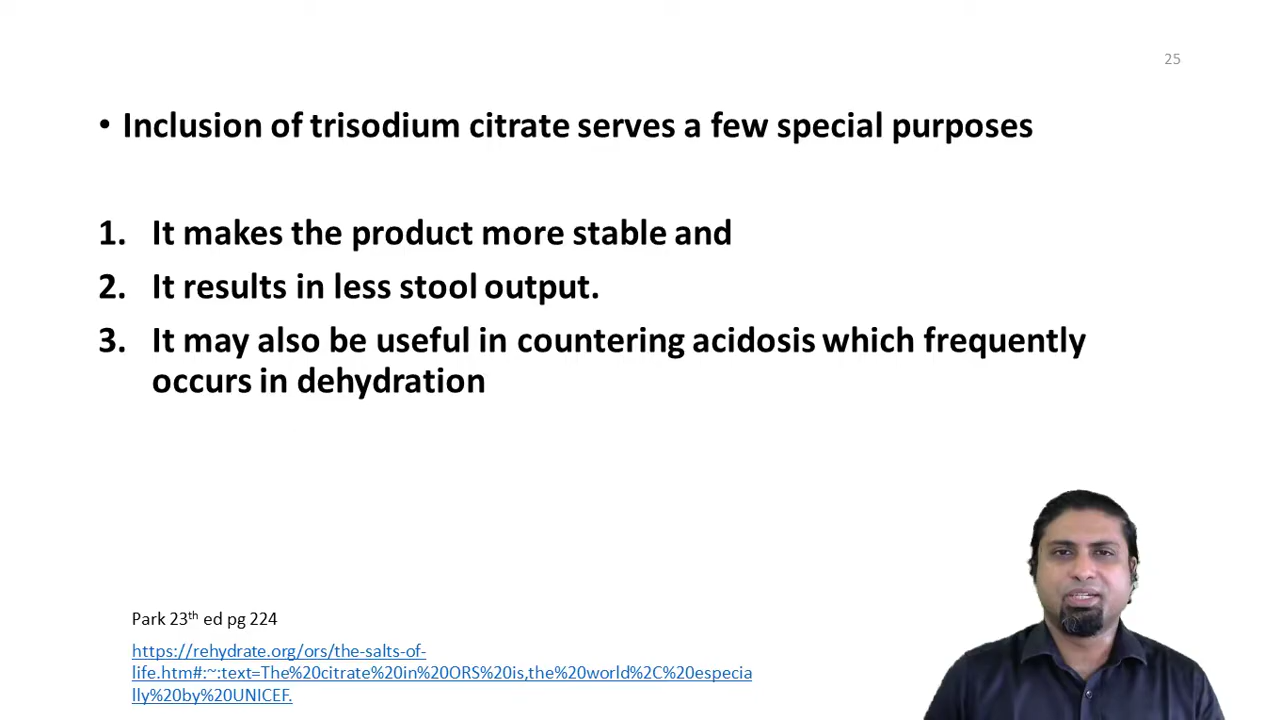 25
• Inclusion of trisodium citrate serves a few special purposes
1. It makes the product more stable and
2. It results in less stool output.
3. It may also be useful in countering acidosis which frequently
occurs in dehydration
Park 23th ed pg 224
https://rehydrate.org/ors/the-salts-of-
life.htm#:~:text=The%20citrate%20in%20ORS%20is,the%20world%2C%20especia
lly%20by%20UNICEF.